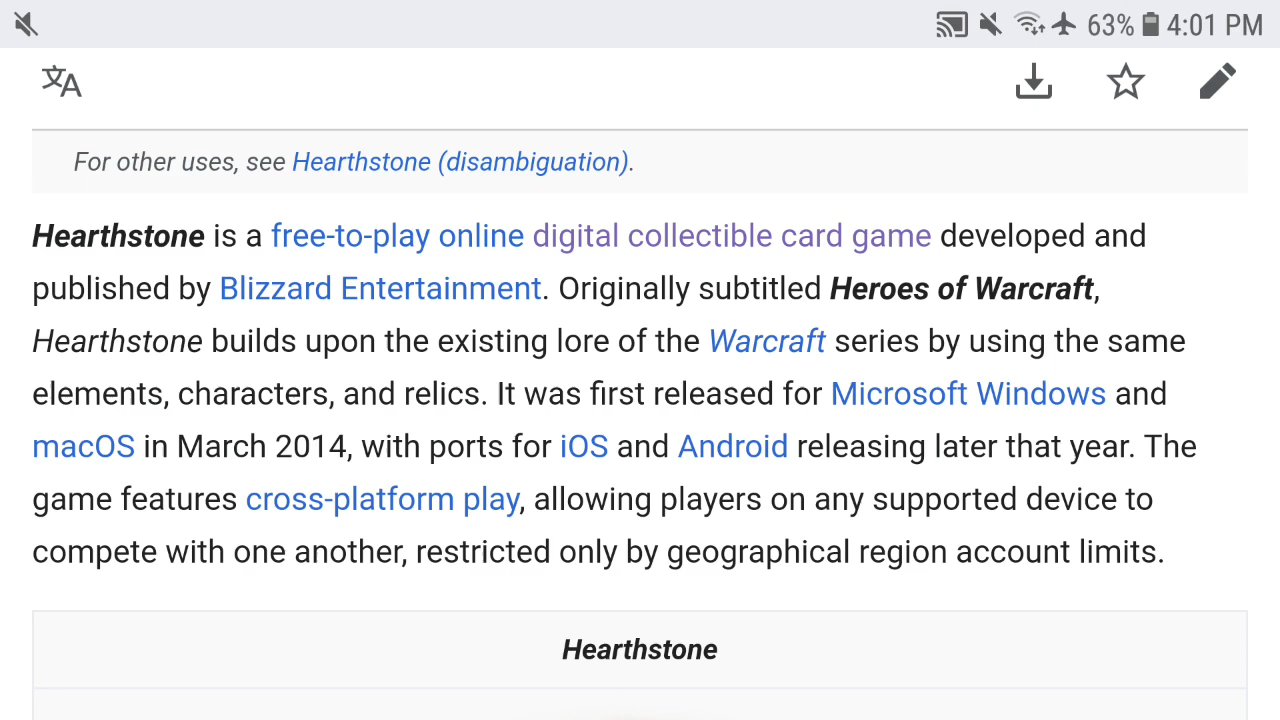 63% 4:01 PM
文A
For other uses, see Hearthstone (disambiguation).
Hearthstone is a free-to-play online digital collectible card game developed and
published by Blizzard Entertainment. Originally subtitled Heroes of Warcraft,
Hearthstone builds upon the existing lore of the Warcraft series by using the same
elements, characters, and relics. It was first released for Microsoft Windows and
macOS in March 2014, with ports for iOS and Android releasing later that year. The
game features cross-platform play, allowing players on any supported device to
compete with one another, restricted only by geographical region account limits.
Hearthstone